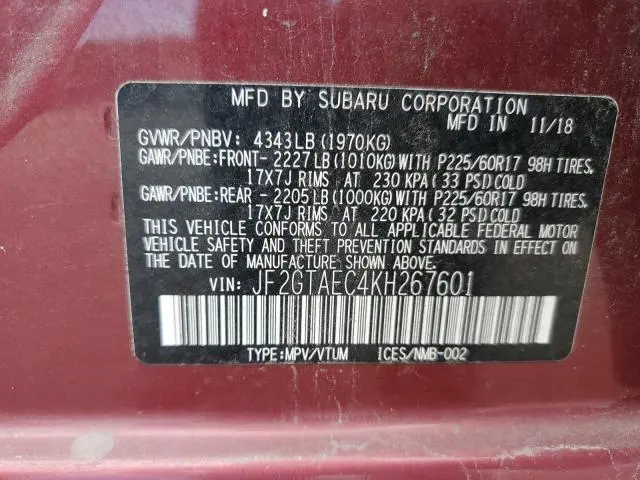 MFD BY SUBARU CORPORATION
MFD IN 11/18
GVWR/PNBV: 4343LB(1970KG)
GAWR/PNBE:FRONT-2227LB(1010KG)WITH P225/60R17 98H TIRES,
17X7J RIMS AT 230 KPA(33 PSI)COLD
GAWR/PNBE:REAR -2205LB(1000KG)WITH P225/60R17 98H TIRES,
17X7J RIMS AT 220 KPA(32 PSI)COLD
THIS VEHICLE CONFORMS TO ALL APPLICABLE FEDERAL MOTOR
VEHICLE SAFETY AND THEFT PREVENTION STANDARDS IN EFFECT ON
THE DATE OF MANUFACTURE SHOWN ABOVE.
VIN: JF2GTAEC4KH267601
TYPE:MPV/VTUM ICES/NMB-002